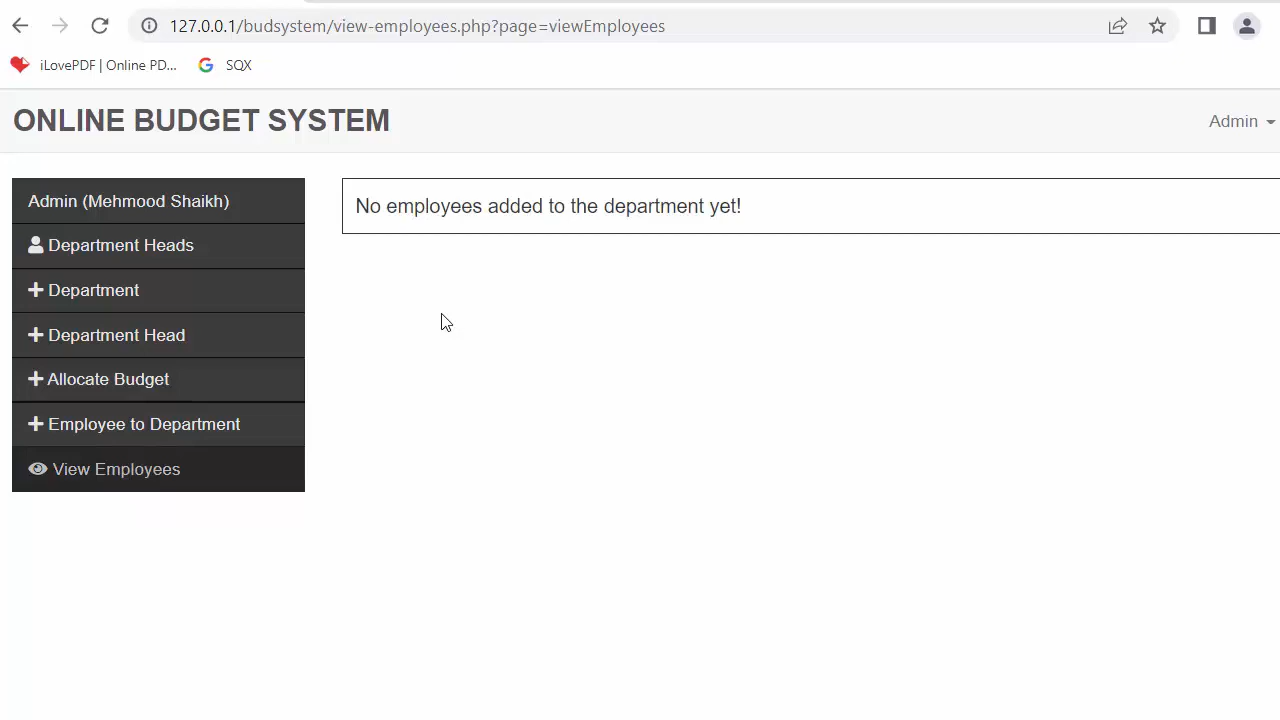 127.0.0.1/budsystem/view-employees.php?page=viewEmployees
iLovePDF | Online PD...
SQX
ONLINE BUDGET SYSTEM
Admin
Admin (Mehmood Shaikh)
Department Heads
Department
Department Head
Allocate Budget
Employee to Department
View Employees
No employees added to the department yet!